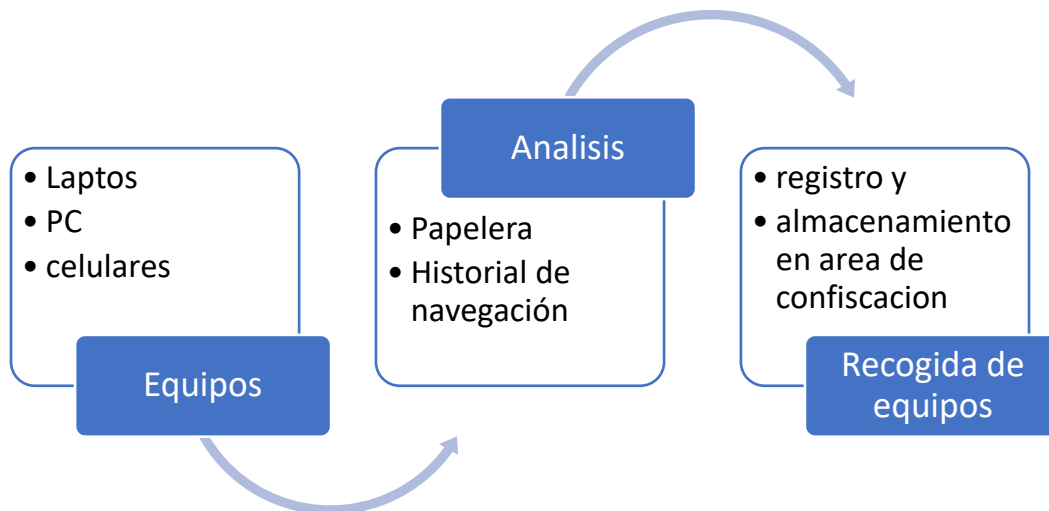 • Laptos
• PC
• celulares
Equipos
Analisis
• Papelera
• Historial de
navegación
• registro y
• almacenamiento
en area de
confiscacion
Recogida de
equipos